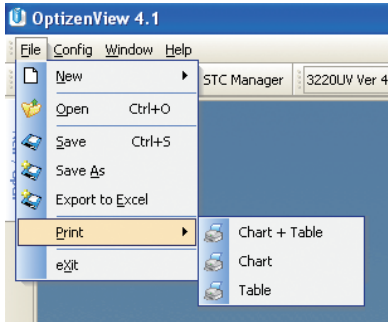 OptizenView 4.1
File Config Window Help
New STC Manager 3220UV Ver 4
Open Ctrl+O
Save Ctrl+S
Save As
Export to Excel
Print Chart + Table
eXit Chart
Table